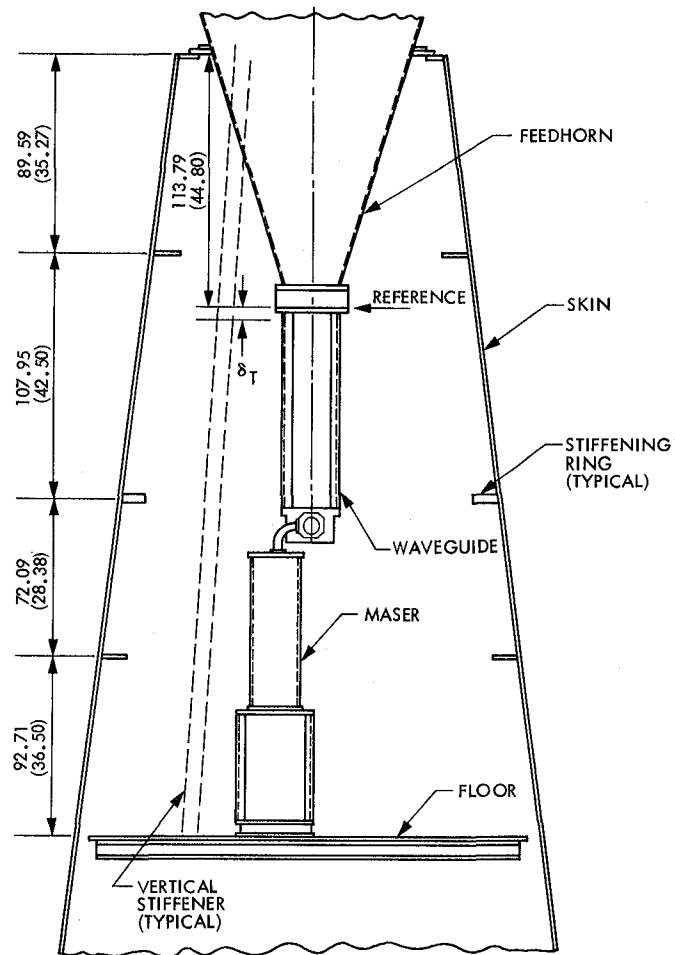 89.59
(35.27)
113.79
(44.80)
FEEDHORN
REFERENCE
SKIN
δT
107.95
(42.50)
STIFFENING
RING
(TYPICAL)
WAVEGUIDE
72.09
(28.38)
MASER
92.71
(36.50)
FLOOR
VERTICAL
STIFFENER
(TYPICAL)